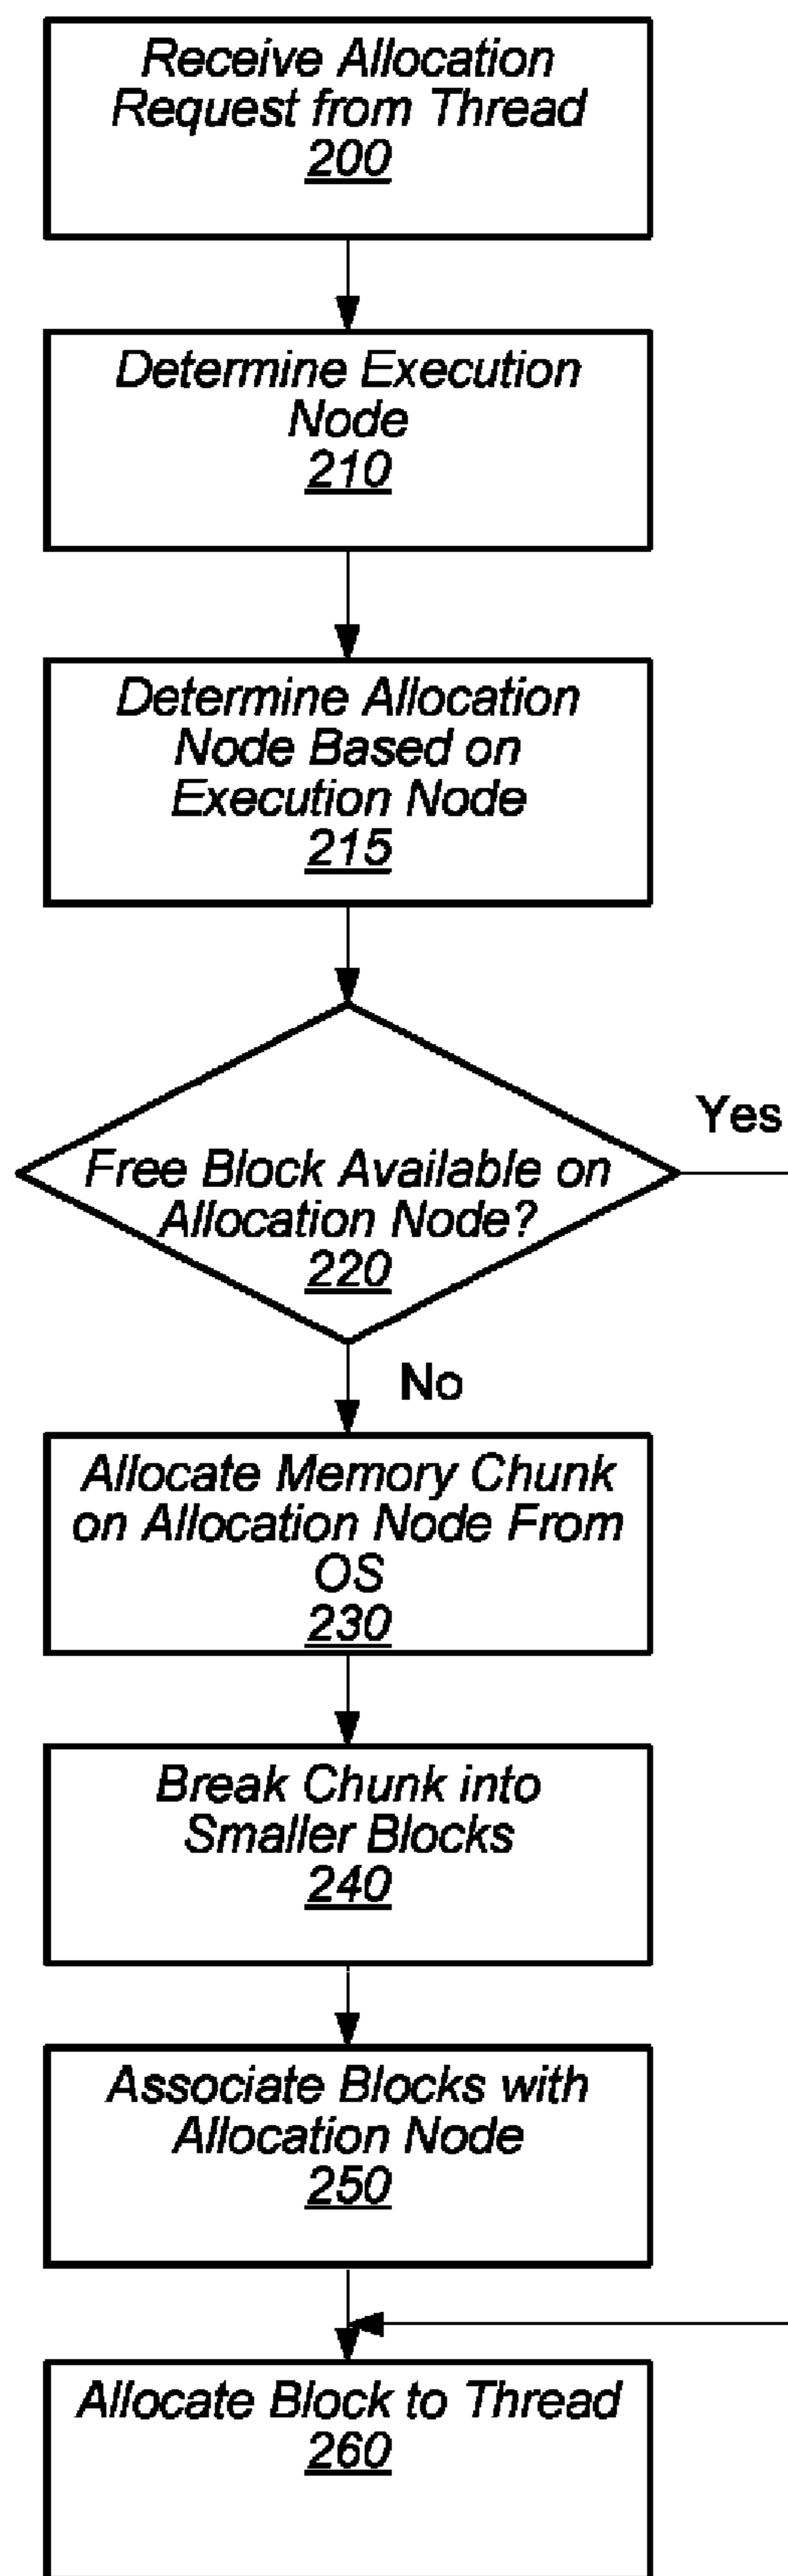 Receive Allocation
Request from Thread
200
Determine Execution
Node
210
Determine Allocation
Node Based on
Execution Node
215
Yes
Free Block Available on
Allocation Node?
220
No
Allocate Memory Chunk
on Allocation Node From
OS
230
Break Chunk into
Smaller Blocks
240
Associate Blocks with
Allocation Node
250
Allocate Block to Thread
260